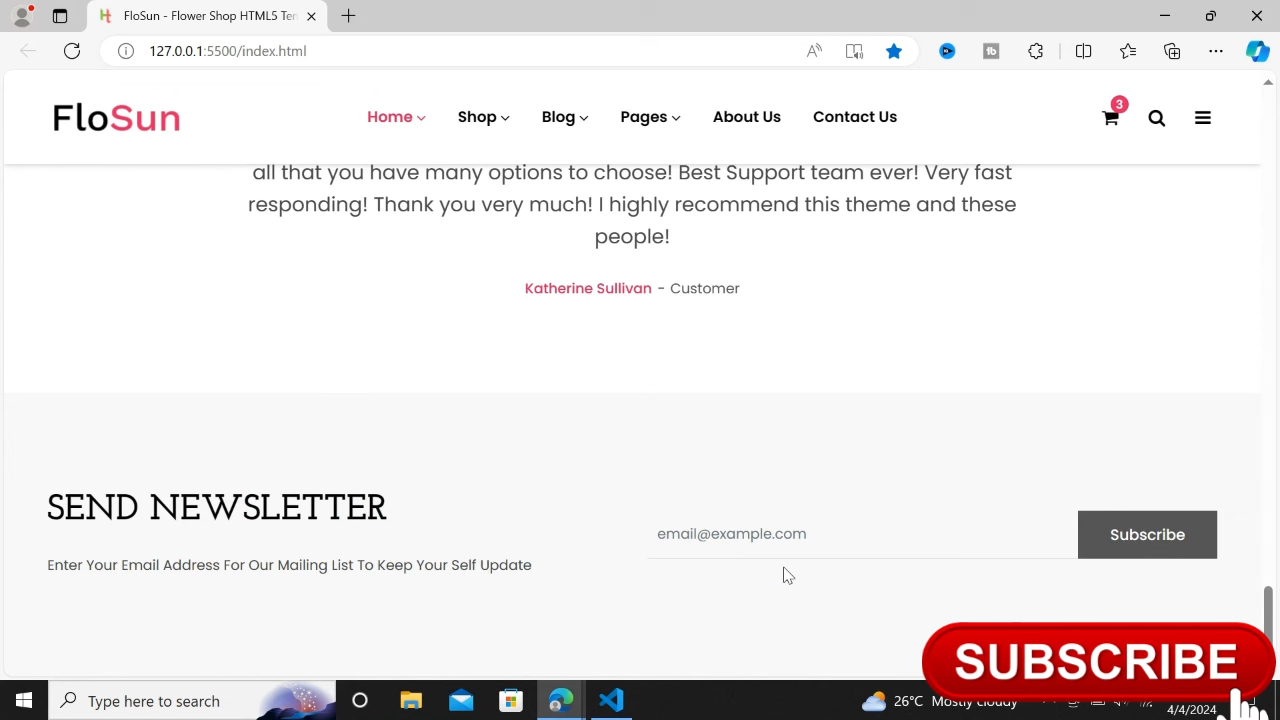 FloSun - Flower Shop HTML5 Ten
127.0.0.1:5500/index.html
FloSun
Home
Shop
Blog
Pages
About Us
Contact Us
3
all that you have many options to choose! Best Support team ever! Very fast
responding! Thank you very much! I highly recommend this theme and these
people!
Katherine Sullivan - Customer
SEND NEWSLETTER
email@example.com
Subscribe
Enter Your Email Address For Our Mailing List To Keep Your Self Update
SUBSCRIBE
Type here to search
26°C Mostly cloudy
4/4/2024